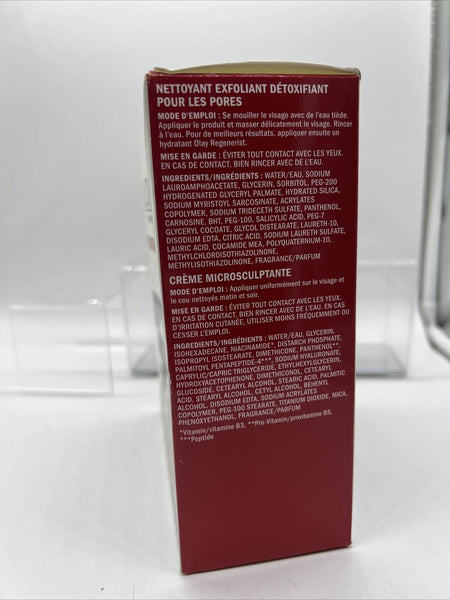 NETTOYANT EXFOLIANT DÉTOXIFIANT
POUR LES PORES
MODE D'EMPLOI : Se mouiller le visage avec de l'eau tiède.
Appliquer le produit et masser délicatement le visage. Rincer
à l'eau. Pour de meilleurs résultats, appliquer ensuite un
hydratant Olay Regenerist.
MISE EN GARDE : ÉVITER TOUT CONTACT AVEC LES YEUX.
EN CAS DE CONTACT, BIEN RINCER AVEC DE L'EAU.
INGREDIENTS/INGRÉDIENTS : WATER/EAU, SODIUM
LAUROAMPHOACETATE, GLYCERIN, SORBITOL, PEG-200
HYDROGENATED GLYCERYL PALMATE, HYDRATED SILICA,
SODIUM MYRISTOYL SARCOSINATE, ACRYLATES
COPOLYMER, SODIUM TRIDECETH SULFATE, PANTHENOL,
CARNOSINE, BHT, PEG-100, SALICYLIC ACID, PEG-7
GLYCERYL COCOATE, GLYCOL DISTEARATE, LAURETH-10,
DISODIUM EDTA, CITRIC ACID, SODIUM LAURETH SULFATE,
LAURIC ACID, COCAMIDE MEA, POLYQUATERNIUM-10,
METHYLCHLOROISOTHIAZOLINONE,
METHYLISOTHIAZOLINONE, FRAGRANCE/PARFUM
CRÈME MICROSCULPTANTE
MODE D'EMPLOI : Appliquer uniformément sur le visage et
le cou nettoyés matin et soir.
MISE EN GARDE : ÉVITER TOUT CONTACT AVEC LES YEUX.
EN CAS DE CONTACT, BIEN RINCER AVEC DE L'EAU. EN CAS
D'IRRITATION CUTANÉE, UTILISER MOINS FRÉQUEMMENT OU
CESSER L'UTILISATION.
INGREDIENTS/INGRÉDIENTS : WATER/EAU, GLYCERIN,
ISOHEXADECANE, NIACINAMIDE*, DISTARCH PHOSPHATE,
ISOPROPYL ISOSTEARATE, DIMETHICONE, PANTHENOL**,
PALMITOYL PENTAPEPTIDE-4***, SODIUM HYALURONATE,
CAPRYLIC/CAPRIC TRIGLYCERIDE, ETHYLHEXYLGLYCERIN,
HYDROXYACETOPHENONE, DIMETHICONOL, CETEARYL
GLUCOSIDE, CETEARYL ALCOHOL, STEARIC ACID, PALMITIC
ACID, STEARYL ALCOHOL, CETYL ALCOHOL, BEHENYL
ALCOHOL, DISODIUM EDTA, SODIUM ACRYLATES
COPOLYMER, PEG-100 STEARATE, TITANIUM DIOXIDE, MICA,
PHENOXYETHANOL, FRAGRANCE/PARFUM
*Vitamin/vitamine B3, **Pro-Vitamin/provitamine B5,
***Peptide